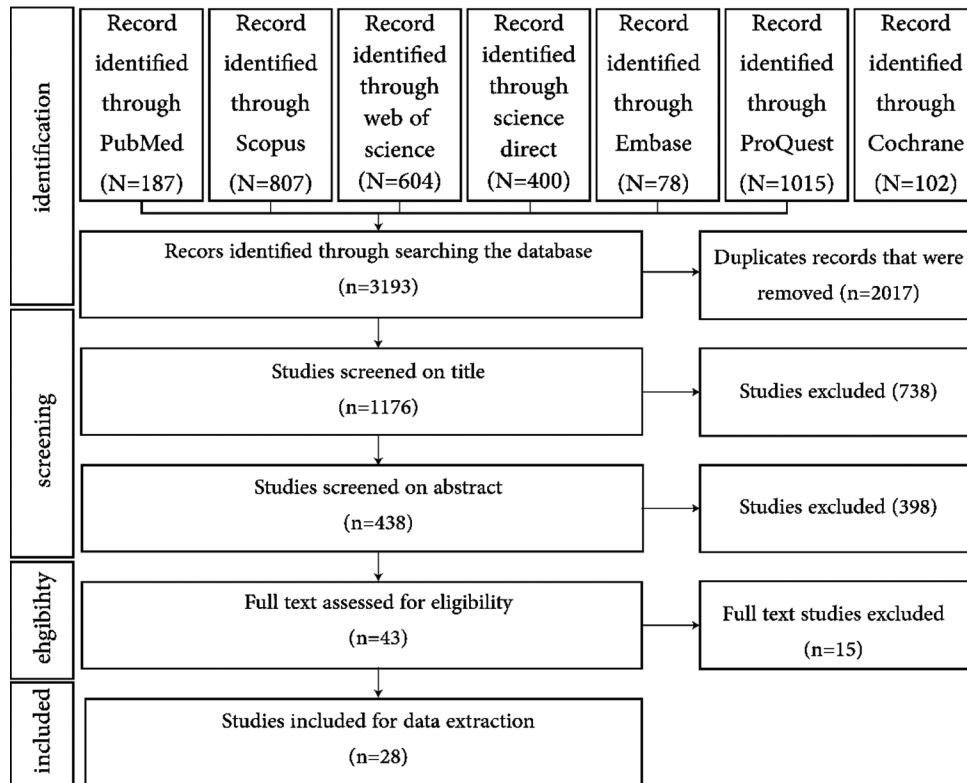 identification
Record
identified
through
PubMed
(N=187)
Record
identified
through
Scopus
(N=807)
Record
identified
through
web of
science
(N=604)
Record
identified
through
science
direct
(N=400)
Record
identified
through
Embase
(N=78)
Record
identified
through
ProQuest
(N=1015)
Record
identified
through
Cochrane
(N=102)
Recors identified through searching the database
(n=3193)
Duplicates records that were
removed (n=2017)
screening
Studies screened on title
(n=1176)
Studies excluded (738)
Studies screened on abstract
(n=438)
Studies excluded (398)
ehgibihty
Full text assessed for eligibility
(n=43)
Full text studies excluded
(n=15)
included
Studies included for data extraction
(n=28)